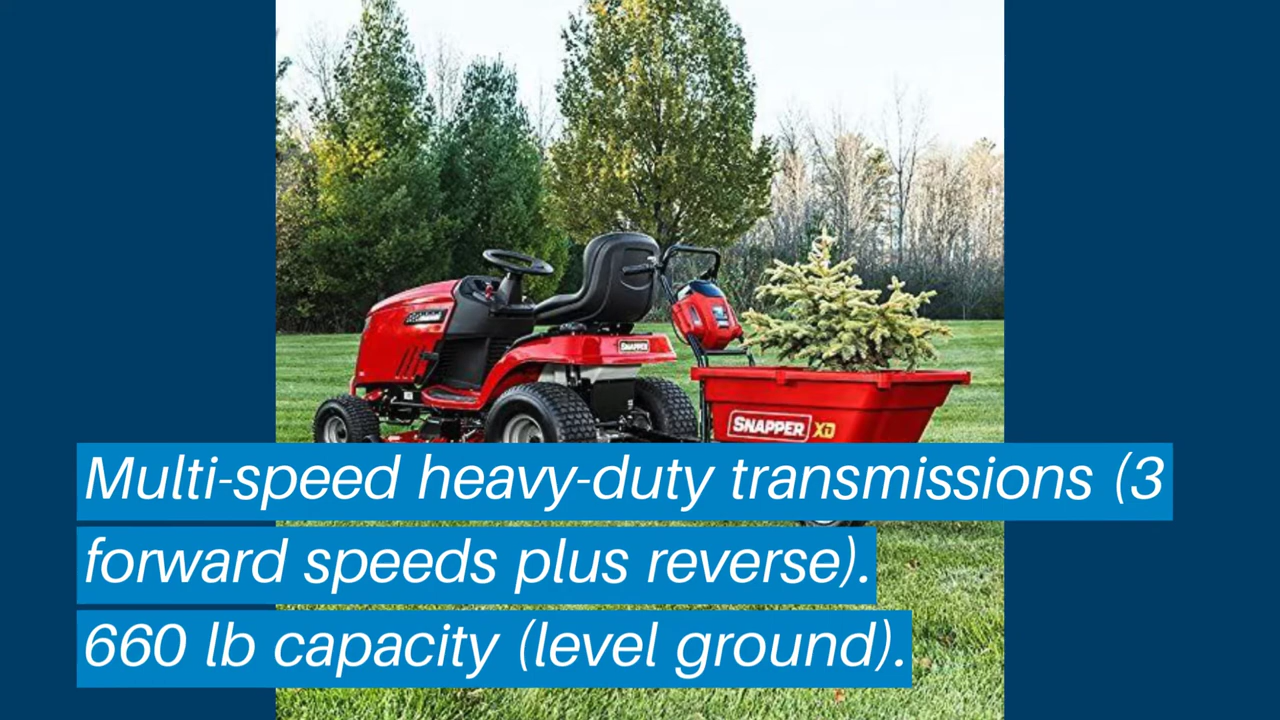 SNAPPER
SNAPPER XD
Multi-speed heavy-duty transmissions (3
forward speeds plus reverse).
660 lb capacity (level ground).